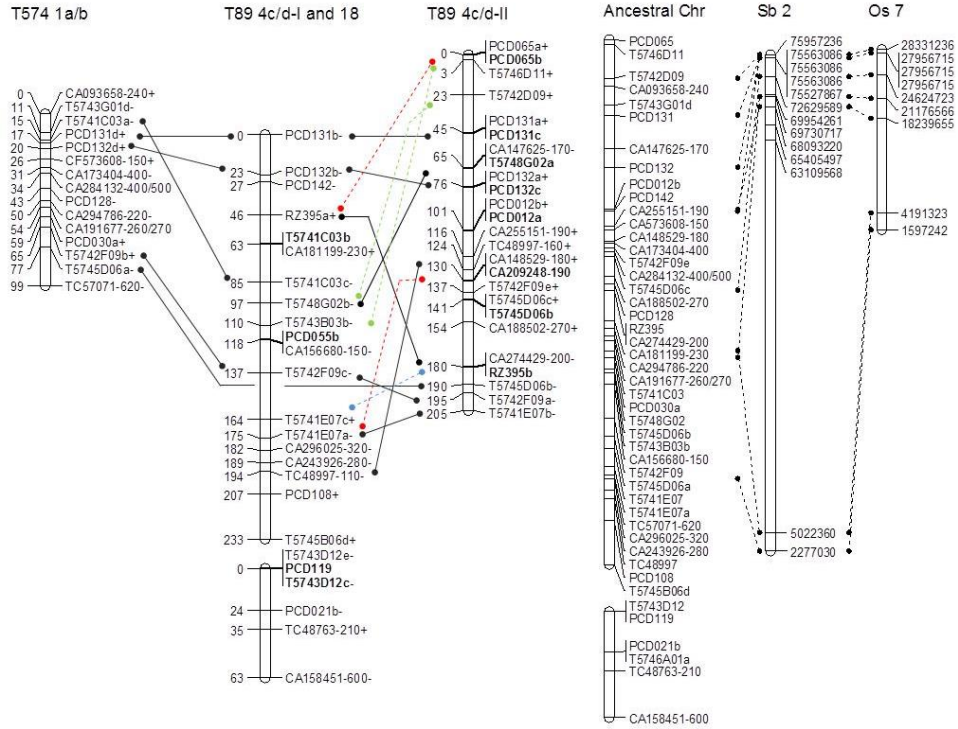 T574 1a/b
T89 4c/d-I and 18
T89 4c/d-II
Ancestral Chr
Sb 2
Os 7
0 CA093658-240+
11 T5743G01d-
15 T5741C03a-
17 PCD131d+
20 PCD132d+
26 CF573608-150+
31 CA173404-400-
34 CA284132-400/500
43 PCD128-
50 CA294786-220-
54 CA191677-260/270
59 PCD030a+
65 T5742F09b+
77 T5745D06a-
99 TC57071-620-
0 PCD131b-
23 PCD132b-
27 PCD142-
46 RZ395a+
63 T5741C03b
CA181199-230+
85 T5741C03c-
97 T5748G02b-
110 T5743B03b-
118 PCD055b
CA156680-150-
137 T5742F09c-
164 T5741E07c+
175 T5741E07a-
182 CA296025-320-
189 CA243926-280-
194 TC48997-110-
207 PCD108+
233 T5745B06d+
T5743D12e-
0 PCD119
T5743D12c-
24 PCD021b-
35 TC48763-210+
63 CA158451-600-
0 PCD065a+
PCD065b
3 T5746D11+
23 T5742D09+
PCD131a+
45 PCD131c
CA147625-170-
65 T5748G02a
PCD132a+
76 PCD132c
PCD012b+
101 PCD012a
116 CA255151-190+
124 TC48997-160+
CA148529-180+
130 CA209248-190
137 T5742F09e+
T5745D06c+
141 T5745D06b
154 CA188502-270+
CA274429-200-
180 RZ395b
190 T5745D06b-
195 T5742F09a-
205 T5741E07b-
PCD065
T5746D11
T5742D09
CA093658-240
T5743G01d
PCD131
CA147625-170
PCD132
PCD012b
PCD142
CA255151-190
CA573608-150
CA148529-180
CA173404-400
T5742F09e
CA284132-400/500
T5745D06c
CA188502-270
PCD128
RZ395
CA274429-200
CA181199-230
CA294786-220
CA191677-260/270
T5741C03
PCD030a
T5748G02
T5745D06b
T5743B03b
CA156680-150
T5742F09
T5745D06a
T5741E07
T5741E07a
TC57071-620
CA296025-320
CA243926-280
TC48997
PCD108
T5745B06d
T5743D12
PCD119
PCD021b
T5746A01a
TC48763-210
CA158451-600
75957236
75563086
75563086
75527867
72629589
69954261
69730717
68093220
65405497
63109568
5022360
2277030
28331236
27956715
27956715
27956715
24624723
21176566
18239655
4191323
1597242